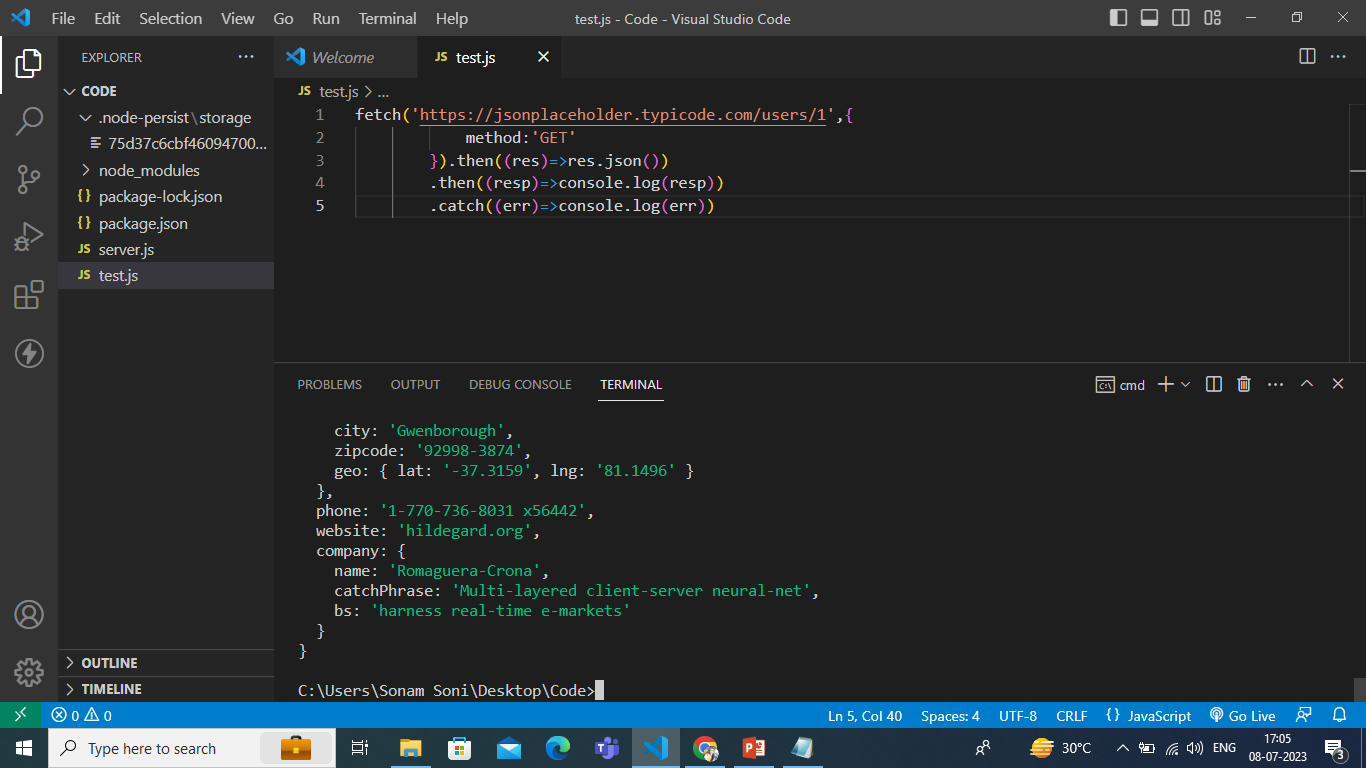 File Edit Selection View Go Run Terminal Help test.js - Code - Visual Studio Code
EXPLORER
CODE
.node-persist\storage
75d37c6cbf46094700...
node_modules
package-lock.json
package.json
server.js
test.js
OUTLINE
TIMELINE
Welcome JS test.js
JS test.js > ...
1 fetch('https://jsonplaceholder.typicode.com/users/1',{
2 method:'GET'
3 }).then((res)=>res.json())
4 .then((resp)=>console.log(resp))
5 .catch((err)=>console.log(err))
PROBLEMS OUTPUT DEBUG CONSOLE TERMINAL cmd
city: 'Gwenborough',
zipcode: '92998-3874',
geo: { lat: '-37.3159', lng: '81.1496' }
},
phone: '1-770-736-8031 x56442',
website: 'hildegard.org',
company: {
name: 'Romaguera-Crona',
catchPhrase: 'Multi-layered client-server neural-net',
bs: 'harness real-time e-markets'
}
}
C:\Users\Sonam Soni\Desktop\Code>
0 0 Ln 5, Col 40 Spaces: 4 UTF-8 CRLF {} JavaScript Go Live
Type here to search 30°C ENG 17:05
08-07-2023 3